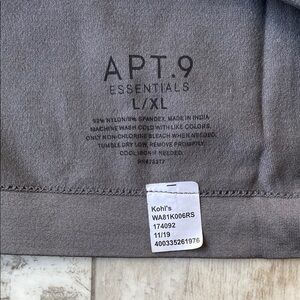 APT.9
ESSENTIALS
L/XL
NYLON/8% SPANDEX, MADE IN INDIA
MACHINE WASH COLD WITH LIKE COLORS.
ONLY NON-CHLORINE BLEACH WHEN NEEDED.
TUMBLE DRY LOW, REMOVE PROMPTLY.
COOL IRON IF NEEDED.
Kohl's
WA81K006RS
174092
11/19
400335261976